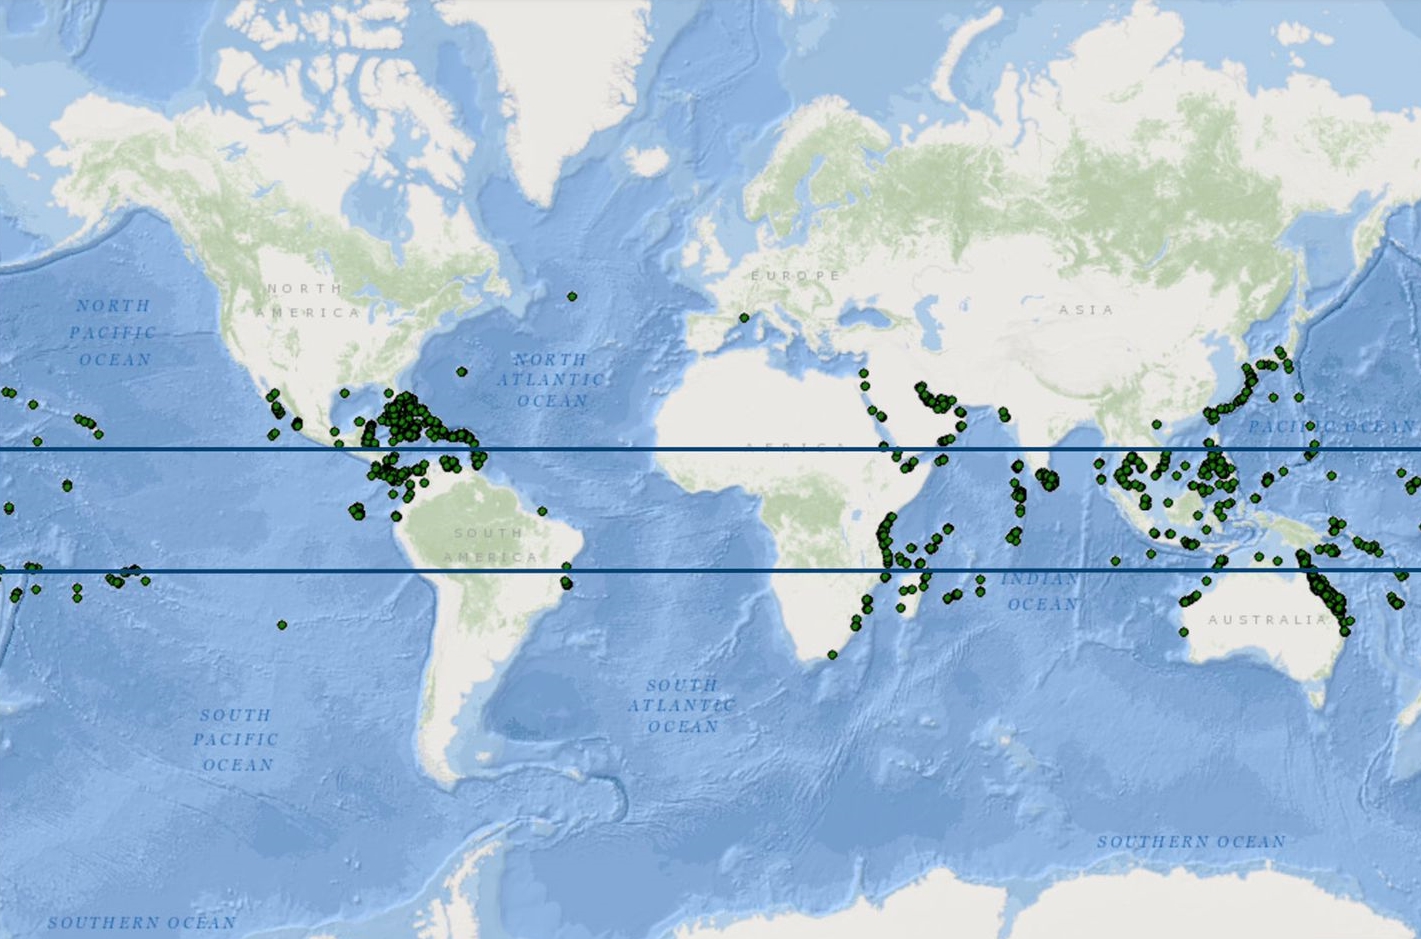 NORTH
AMERICA
NORTH
PACIFIC
OCEAN
EUROPE
ASIA
NORTH
ATLANTIC
OCEAN
PACIFIC OCEAN
AFRICA
SOUTH
AMERICA
INDIAN
OCEAN
AUSTRALIA
SOUTH
PACIFIC
OCEAN
SOUTH
ATLANTIC
OCEAN
SOUTHERN OCEAN
SOUTHERN OCEAN